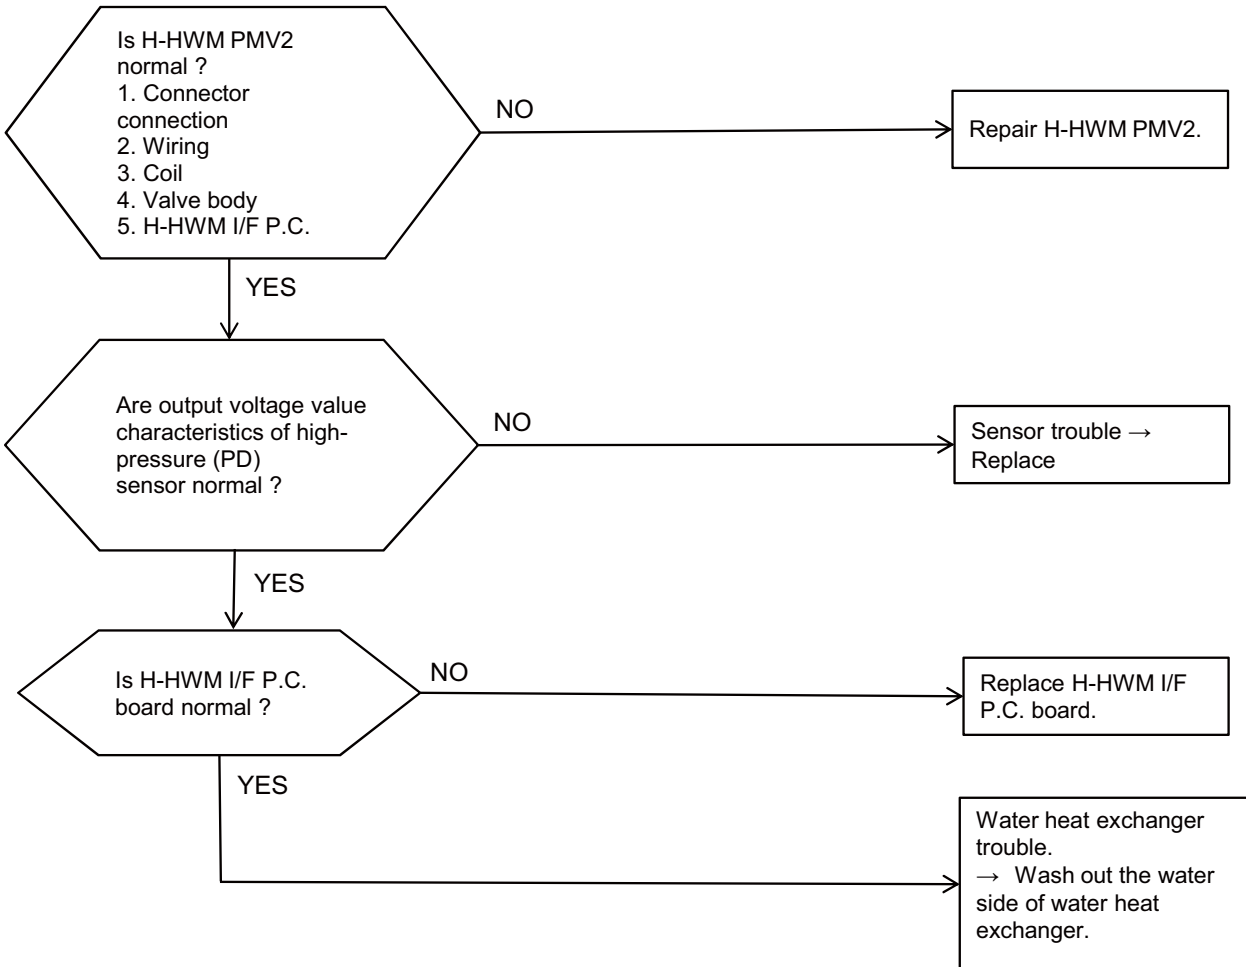 Is H-HWM PMV2
normal ?
1. Connector
connection
2. Wiring
3. Coil
4. Valve body
5. H-HWM I/F P.C.
NO
Repair H-HWM PMV2.
YES
Are output voltage value
characteristics of high-
pressure (PD)
sensor normal ?
NO
Sensor trouble →
Replace
YES
Is H-HWM I/F P.C.
board normal ?
NO
Replace H-HWM I/F
P.C. board.
YES
Water heat exchanger
trouble.
→ Wash out the water
side of water heat
exchanger.